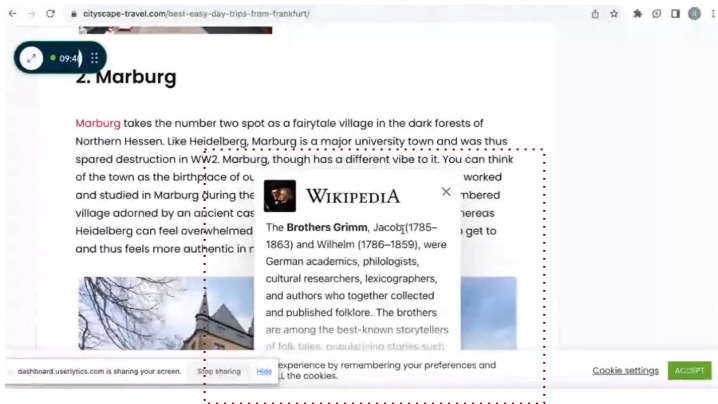 cityscape-travel.com/best-easy-day-trips-from-frankfurt/
2. Marburg
Marburg takes the number two spot as a fairytale village in the dark forests of
Northern Hessen. Like Heidelberg, Marburg is a major university town and was thus
spared destruction in WW2. Marburg, though has a different vibe to it. You can think
of the town as the birthplace of worked
and studied in Marburg during the
village adorned by an ancient
Heidelberg can feel overwhelmed get to
and thus feels more authentic in
WIKIPEDIA
The Brothers Grimm, Jacob (1785–
1863) and Wilhelm (1786–1859), were
German academics, philologists,
cultural researchers, lexicographers,
and authors who together collected
and published folklore. The brothers
are among the best-known storytellers
of folk tales, popularizing stories such
dashboard.userlytics.com is sharing your screen. Stop sharing Hide
experience by remembering your preferences and
the cookies.
Cookie settings ACCEPT